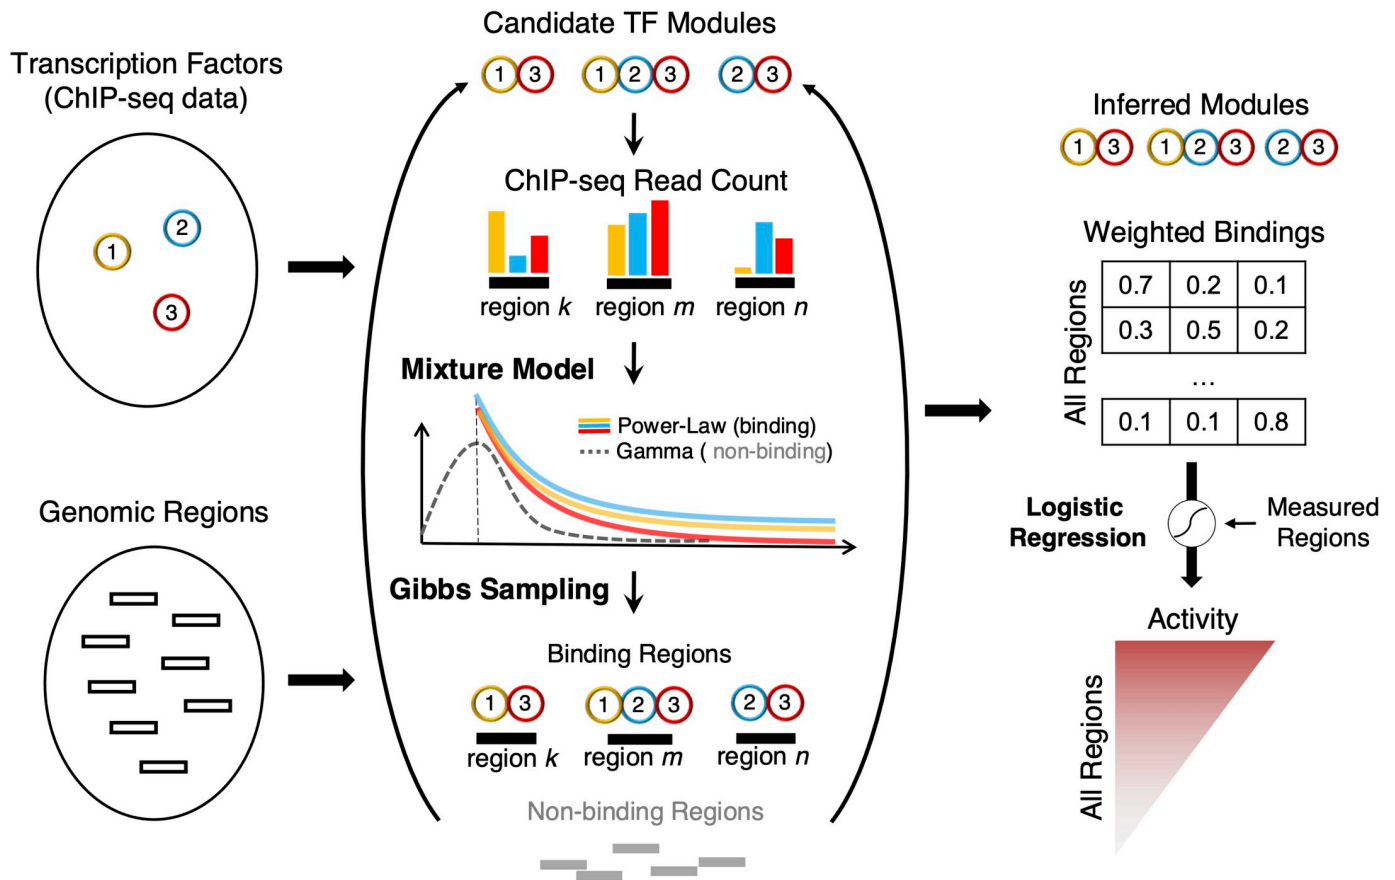 Transcription Factors
(ChIP-seq data)
1
2
3
Genomic Regions
Candidate TF Modules
1 3 1 2 3 2 3
ChIP-seq Read Count
region k region m region n
Mixture Model
Power-Law (binding)
Gamma ( non-binding)
Gibbs Sampling
Binding Regions
1 3 1 2 3 2 3
region k region m region n
Non-binding Regions
Inferred Modules
1 3 1 2 3 2 3
Weighted Bindings
All Regions
0.7 0.2 0.1
0.3 0.5 0.2
...
0.1 0.1 0.8
Logistic
Regression
Measured
Regions
Activity
All Regions